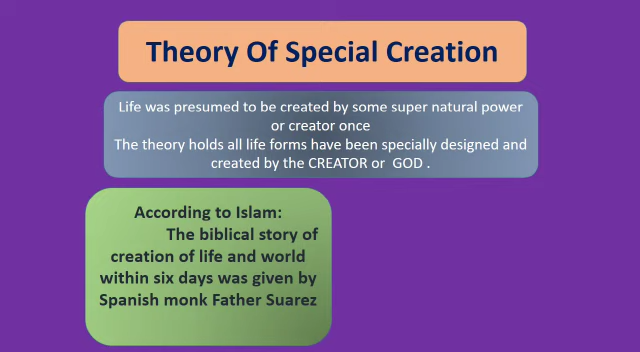 Theory Of Special Creation
Life was presumed to be created by some super natural power
or creator once
The theory holds all life forms have been specially designed and
created by the CREATOR or GOD .
According to Islam:
The biblical story of
creation of life and world
within six days was given by
Spanish monk Father Suarez